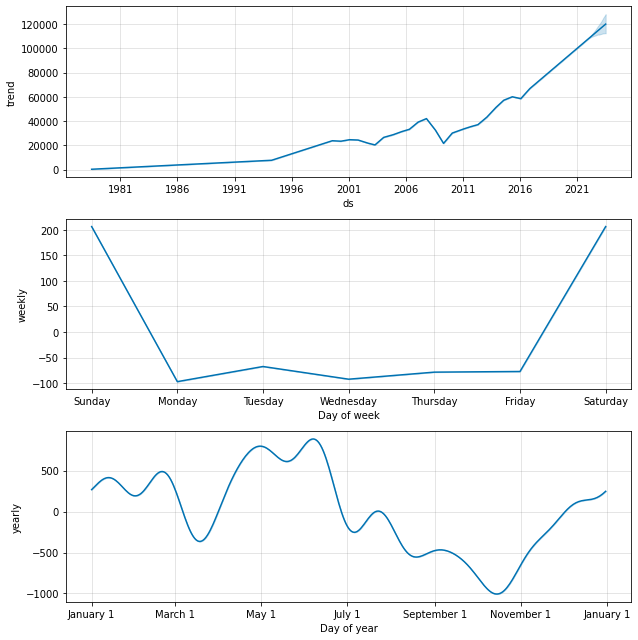 trend
120000
100000
80000
60000
40000
20000
0
1981 1986 1991 1996 2001 2006 2011 2016 2021
ds
weekly
200
150
100
50
0
−50
−100
Sunday Monday Tuesday Wednesday Thursday Friday Saturday
Day of week
yearly
500
0
−500
−1000
January 1 March 1 May 1 July 1 September 1 November 1 January 1
Day of year